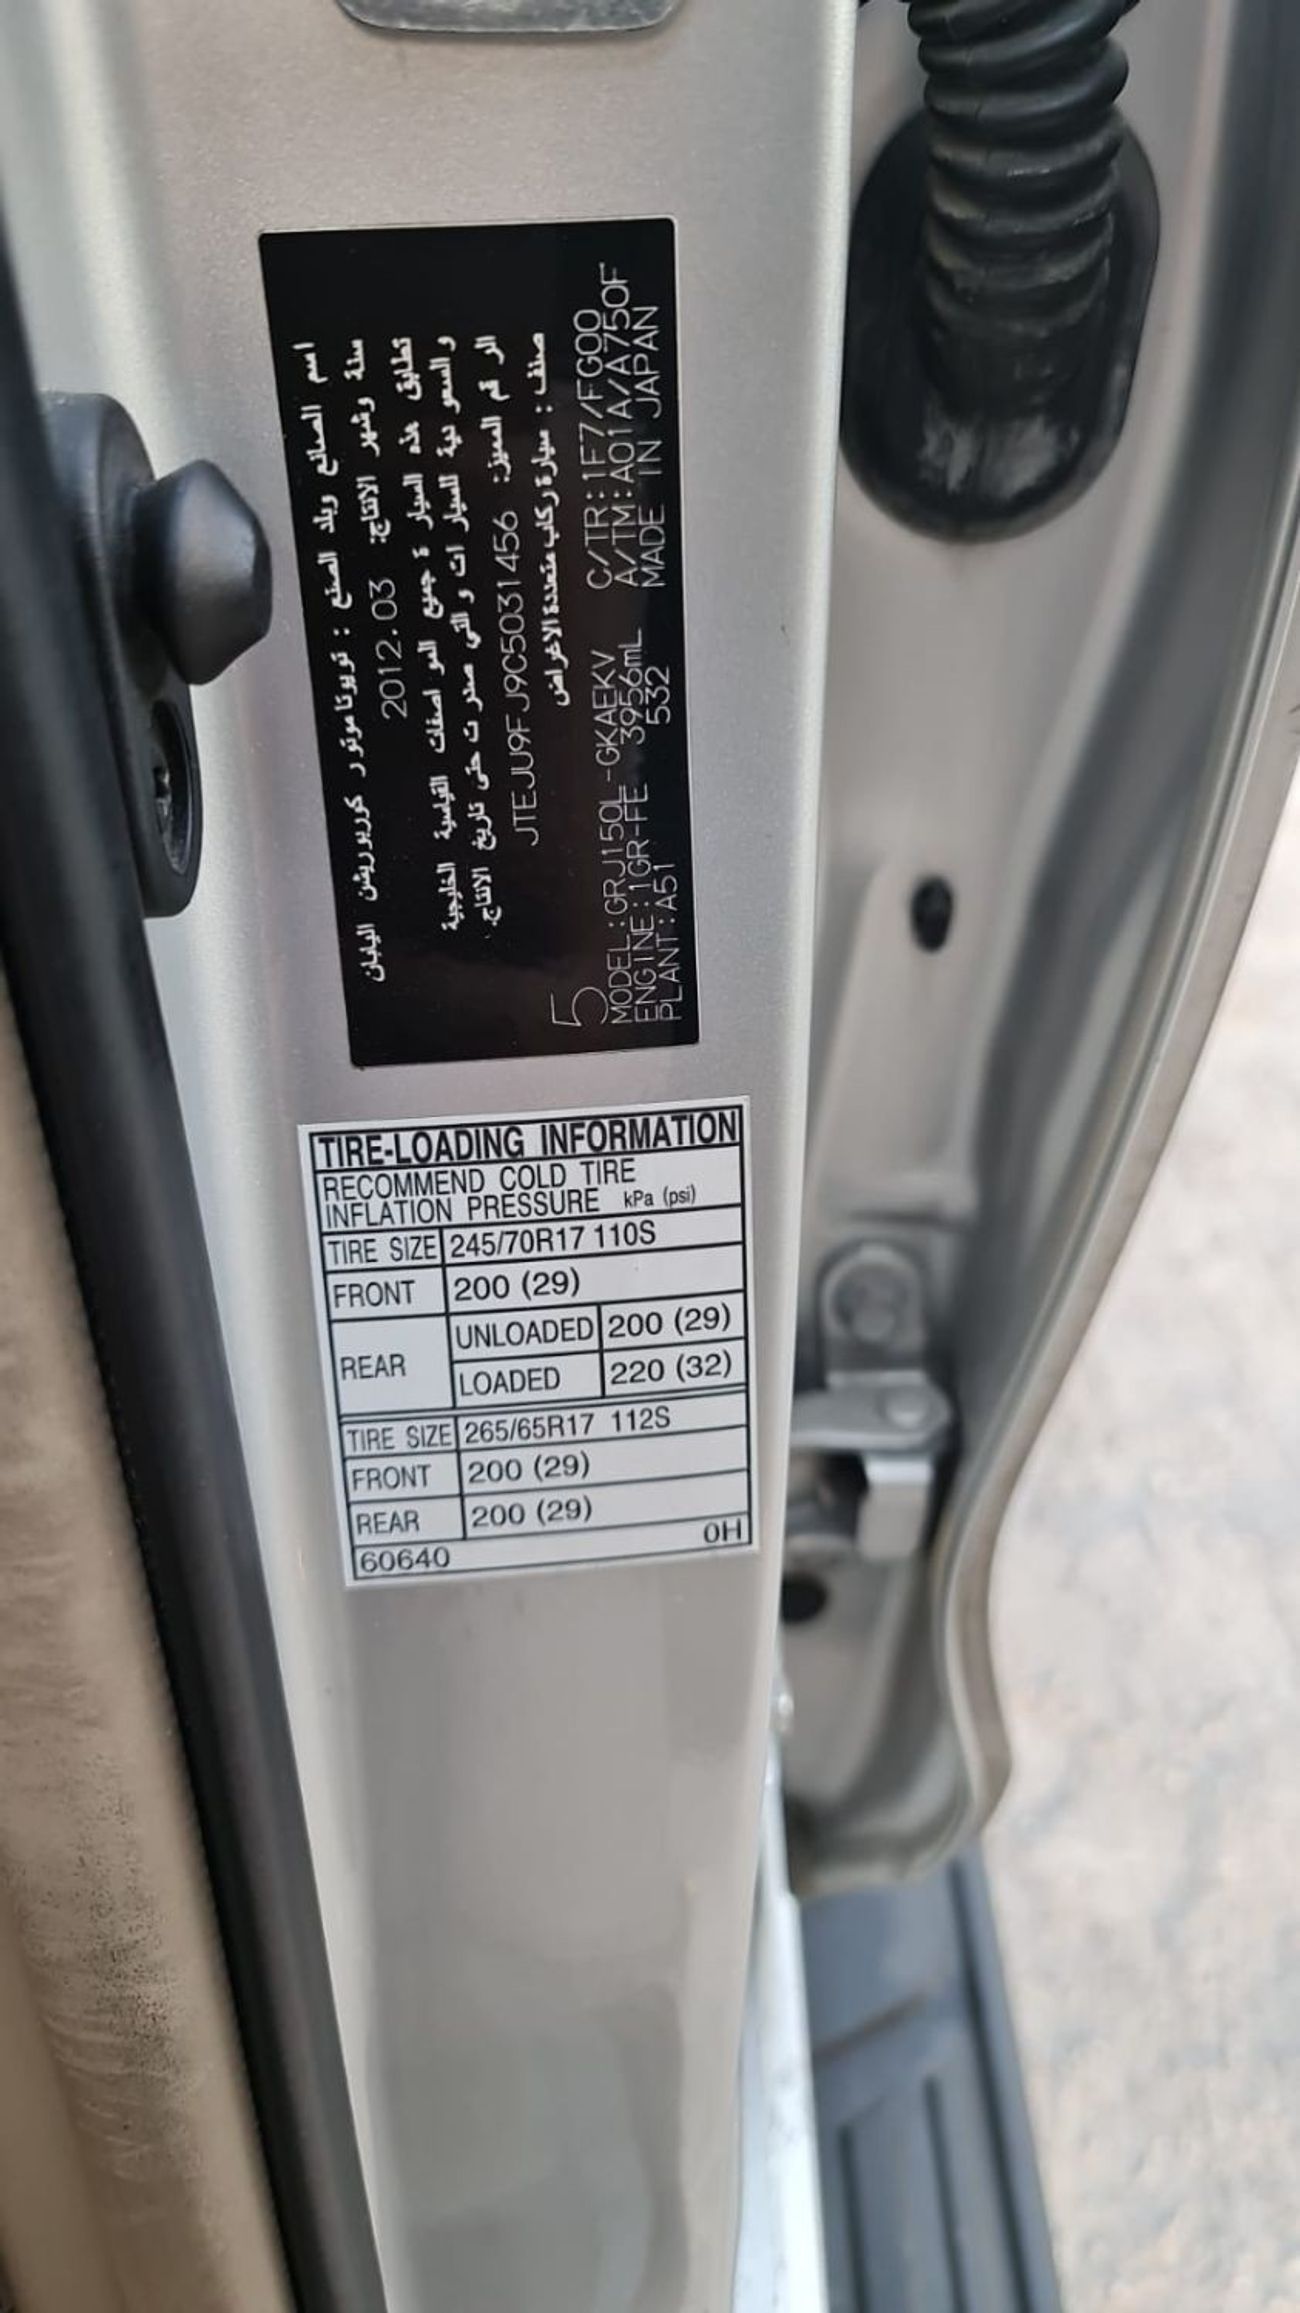 اسم الصانع وبلد الصنع : تويوتا موتور كوربوريشن اليابان
سنة وشهر الانتاج: 2012.03
تطابق هذه السيارة جميع المواصفات القياسية الخليجية
و السعودية للسيارات والتي صدرت حتى تاريخ الانتاج.
الرقم المميز: JTEJU9FJ9C5031456
صنف : سيارة ركاب متعددة الاغراض
5
MODEL:GRJ150L-GKAEKV C/TR:1F7/FG00
ENGINE:1GR-FE 3956mL A/TM:A01A/A750F
PLANT:A51 532 MADE IN JAPAN
TIRE-LOADING INFORMATION
RECOMMEND COLD TIRE
INFLATION PRESSURE kPa (psi)
TIRE SIZE 245/70R17 110S
FRONT 200 (29)
REAR UNLOADED 200 (29)
LOADED 220 (32)
TIRE SIZE 265/65R17 112S
FRONT 200 (29)
REAR 200 (29)
60640 0H